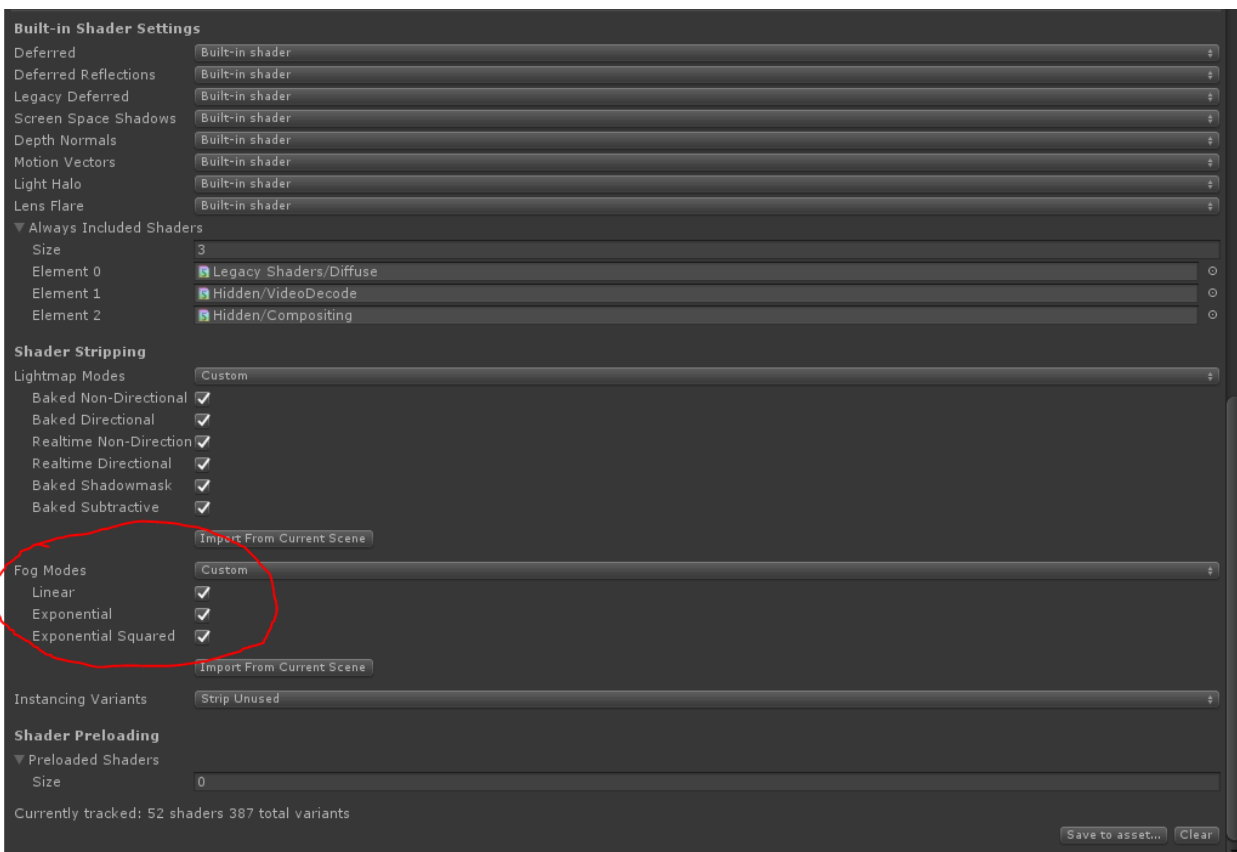 Built-in Shader Settings
Deferred Built-in shader
Deferred Reflections Built-in shader
Legacy Deferred Built-in shader
Screen Space Shadows Built-in shader
Depth Normals Built-in shader
Motion Vectors Built-in shader
Light Halo Built-in shader
Lens Flare Built-in shader
Always Included Shaders
Size 3
Element 0 Legacy Shaders/Diffuse
Element 1 Hidden/VideoDecode
Element 2 Hidden/Compositing
Shader Stripping
Lightmap Modes Custom
Baked Non-Directional
Baked Directional
Realtime Non-Direction
Realtime Directional
Baked Shadowmask
Baked Subtractive
Import From Current Scene
Fog Modes Custom
Linear
Exponential
Exponential Squared
Import From Current Scene
Instancing Variants Strip Unused
Shader Preloading
Preloaded Shaders
Size 0
Currently tracked: 52 shaders 387 total variants
Save to asset... Clear